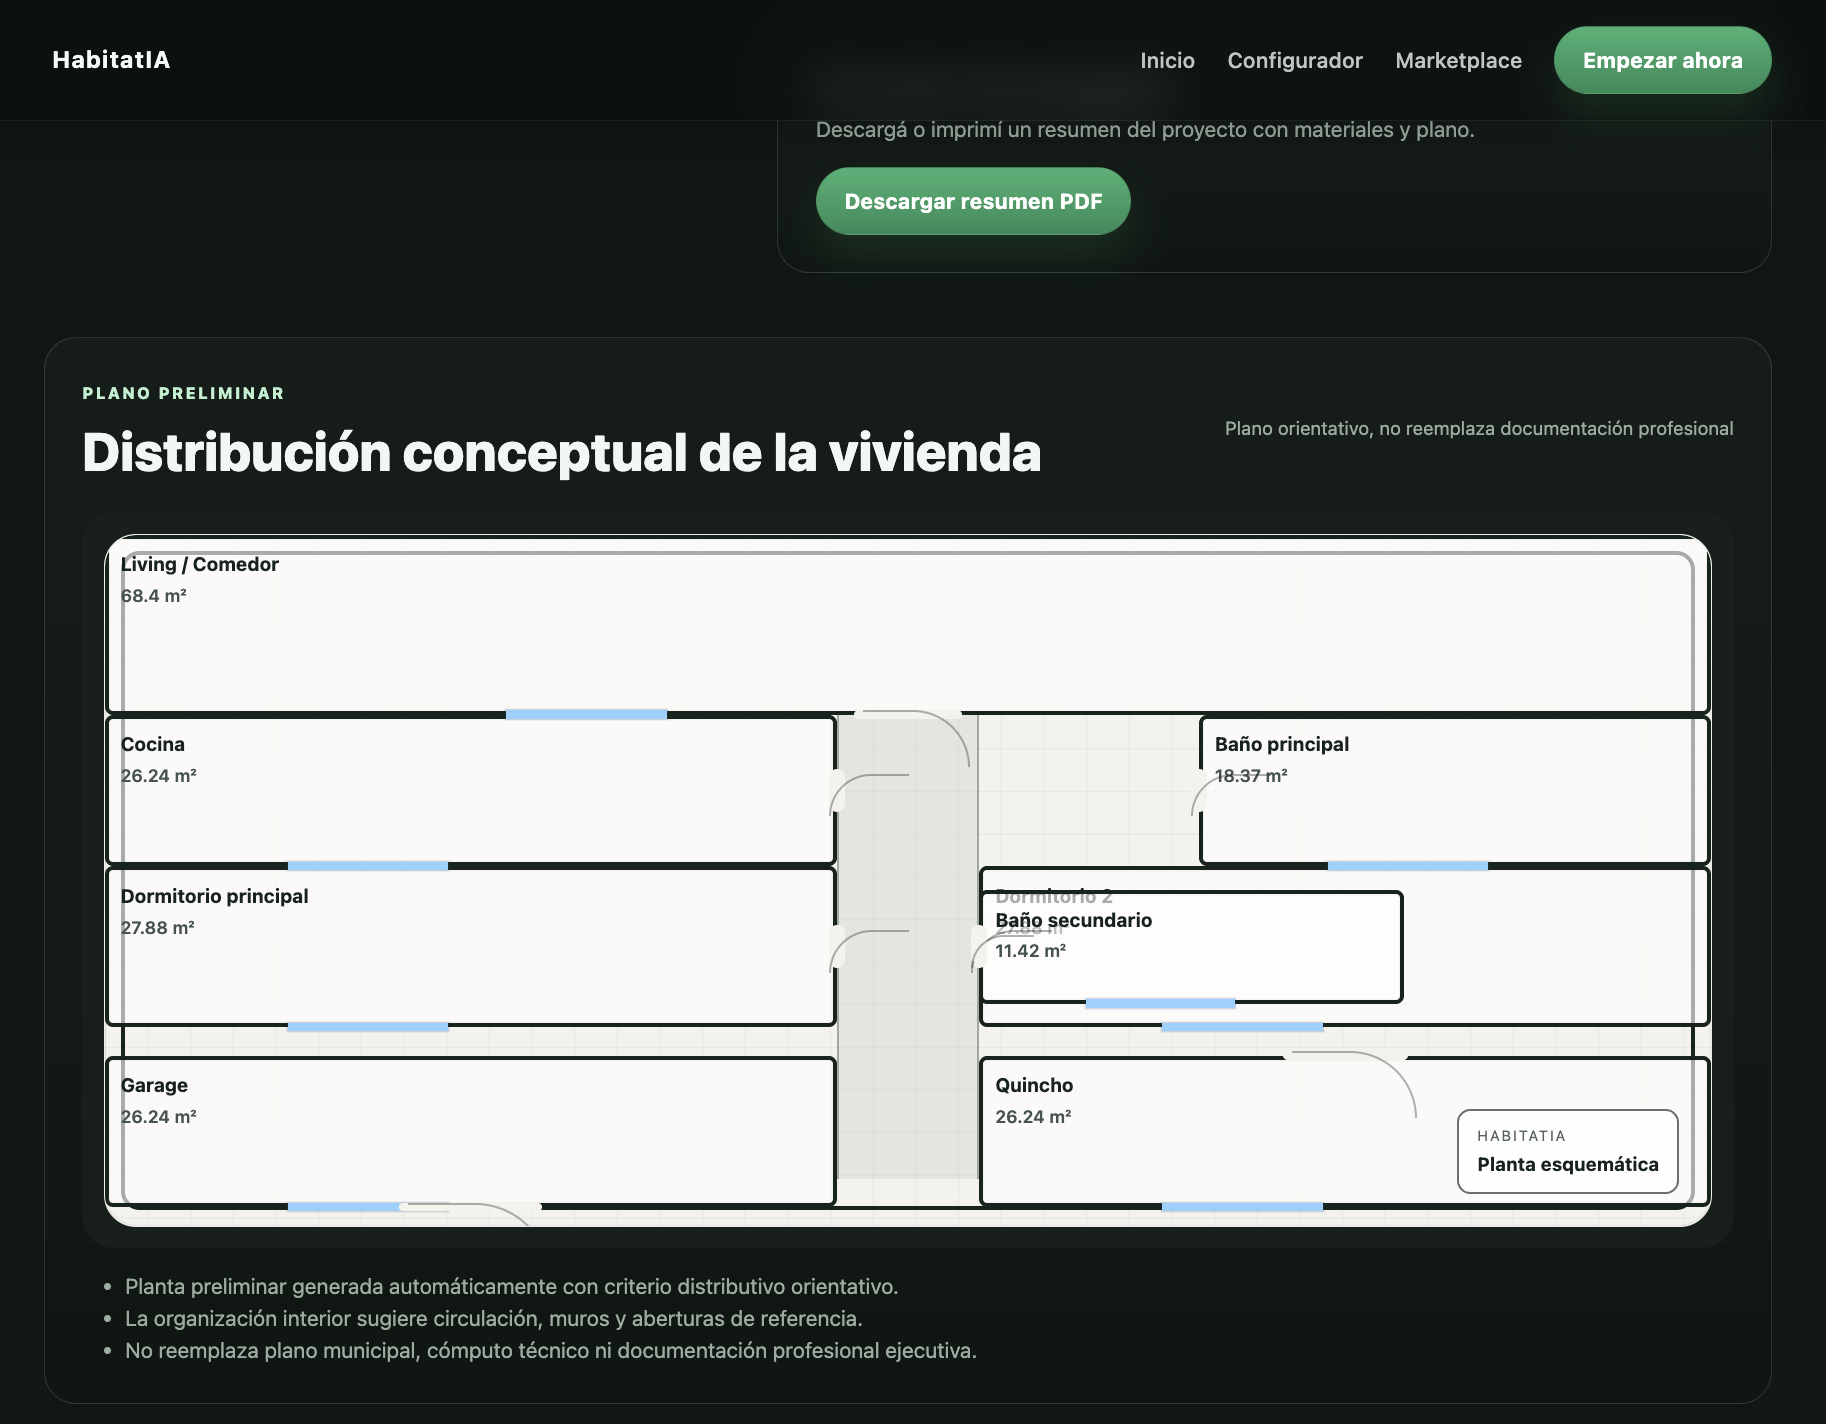 HabitatIA
Inicio
Configurador
Marketplace
Empezar ahora
Descargá o imprimí un resumen del proyecto con materiales y plano.
Descargar resumen PDF
PLANO PRELIMINAR
Distribución conceptual de la vivienda
Plano orientativo, no reemplaza documentación profesional
Living / Comedor
68.4 m²
Cocina
26.24 m²
Baño principal
18.37 m²
Dormitorio principal
27.88 m²
Dormitorio 2
27.88 m²
Baño secundario
11.42 m²
Garage
26.24 m²
Quincho
26.24 m²
HABITATIA
Planta esquemática
• Planta preliminar generada automáticamente con criterio distributivo orientativo.
• La organización interior sugiere circulación, muros y aberturas de referencia.
• No reemplaza plano municipal, cómputo técnico ni documentación profesional ejecutiva.